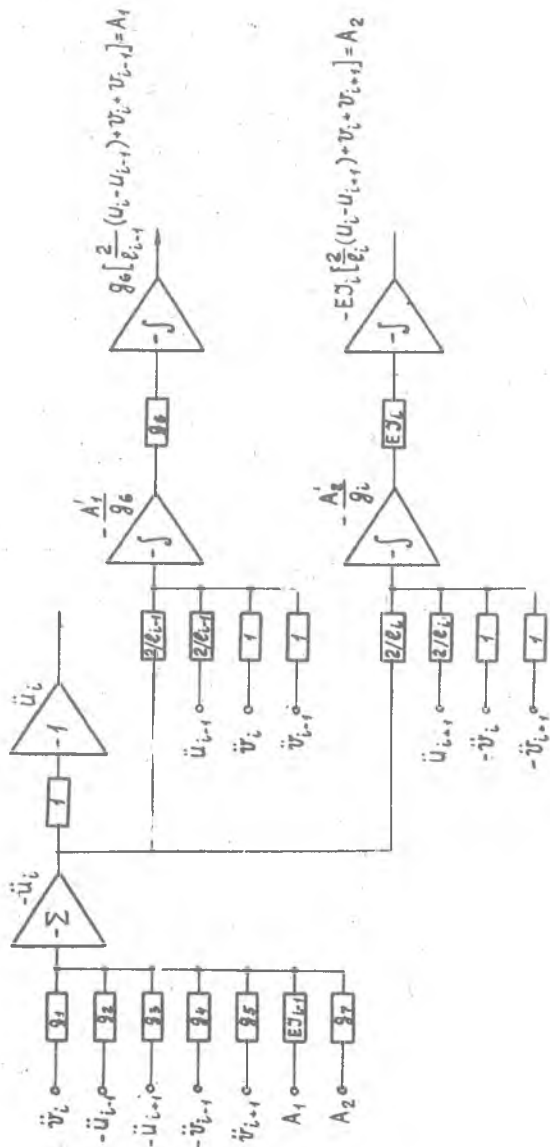 v̈ᵢ
-üᵢ₋₁
-üᵢ₋₁
-v̈ᵢ₋₁
v̈ᵢ₊₁
A₁
A₂
g₁
g₂
g₃
g₄
g₅
EJᵢ₋₁
g₇
-Σ
-üᵢ
1
-1
üᵢ
2/ℓᵢ₋₁
2/ℓᵢ₋₁
1
1
üᵢ₋₁
v̈ᵢ
v̈ᵢ₋₁
-∫
-A'₁/g₆
g₆
-∫
g₆[2/ℓᵢ₋₁(uᵢ-uᵢ₋₁)+vᵢ+vᵢ₋₁]=A₁
2/ℓᵢ
2/ℓᵢ
1
1
üᵢ₊₁
-v̈ᵢ
-v̈ᵢ₊₁
-∫
-A'₂/gᵢ
EJᵢ
-∫
-EJᵢ[2/ℓᵢ(uᵢ-uᵢ₊₁)+vᵢ+vᵢ₊₁]=A₂